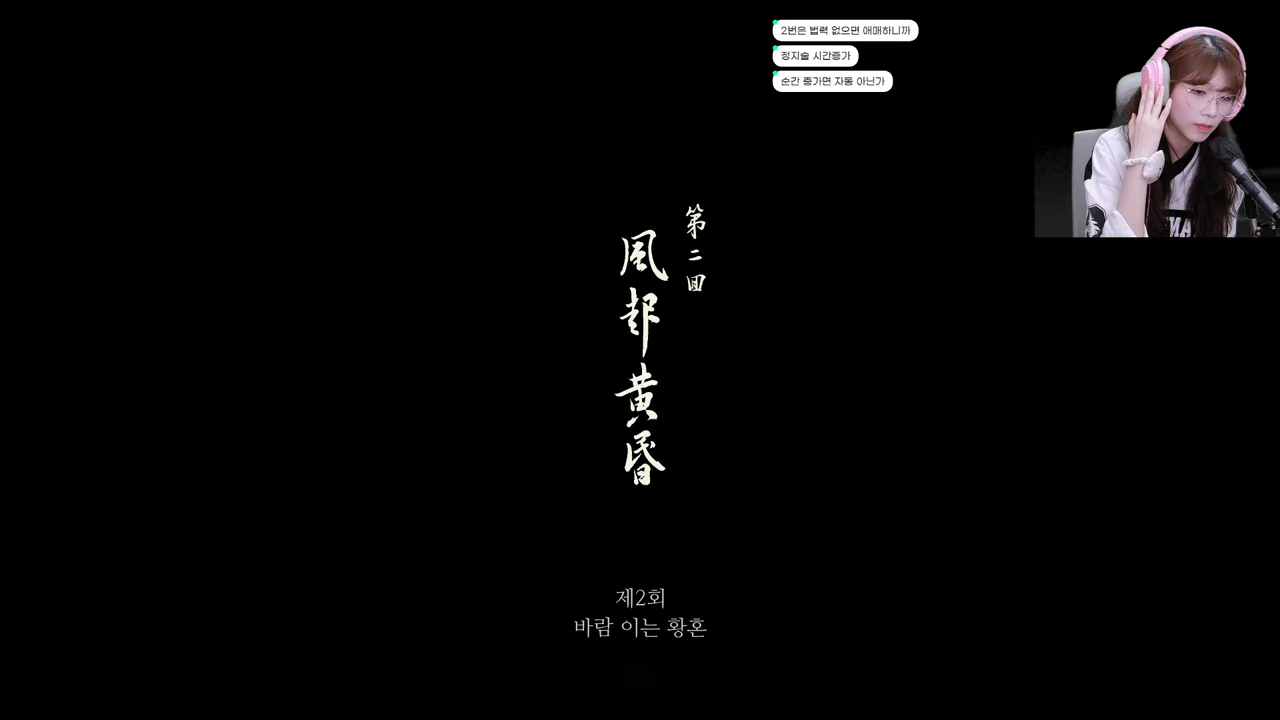 2번은 법력 없으면 애매하니까
정지술 시간증가
순간 증가면 자동 아닌가
第二回
風起黄昏
제2회
바람 이는 황혼